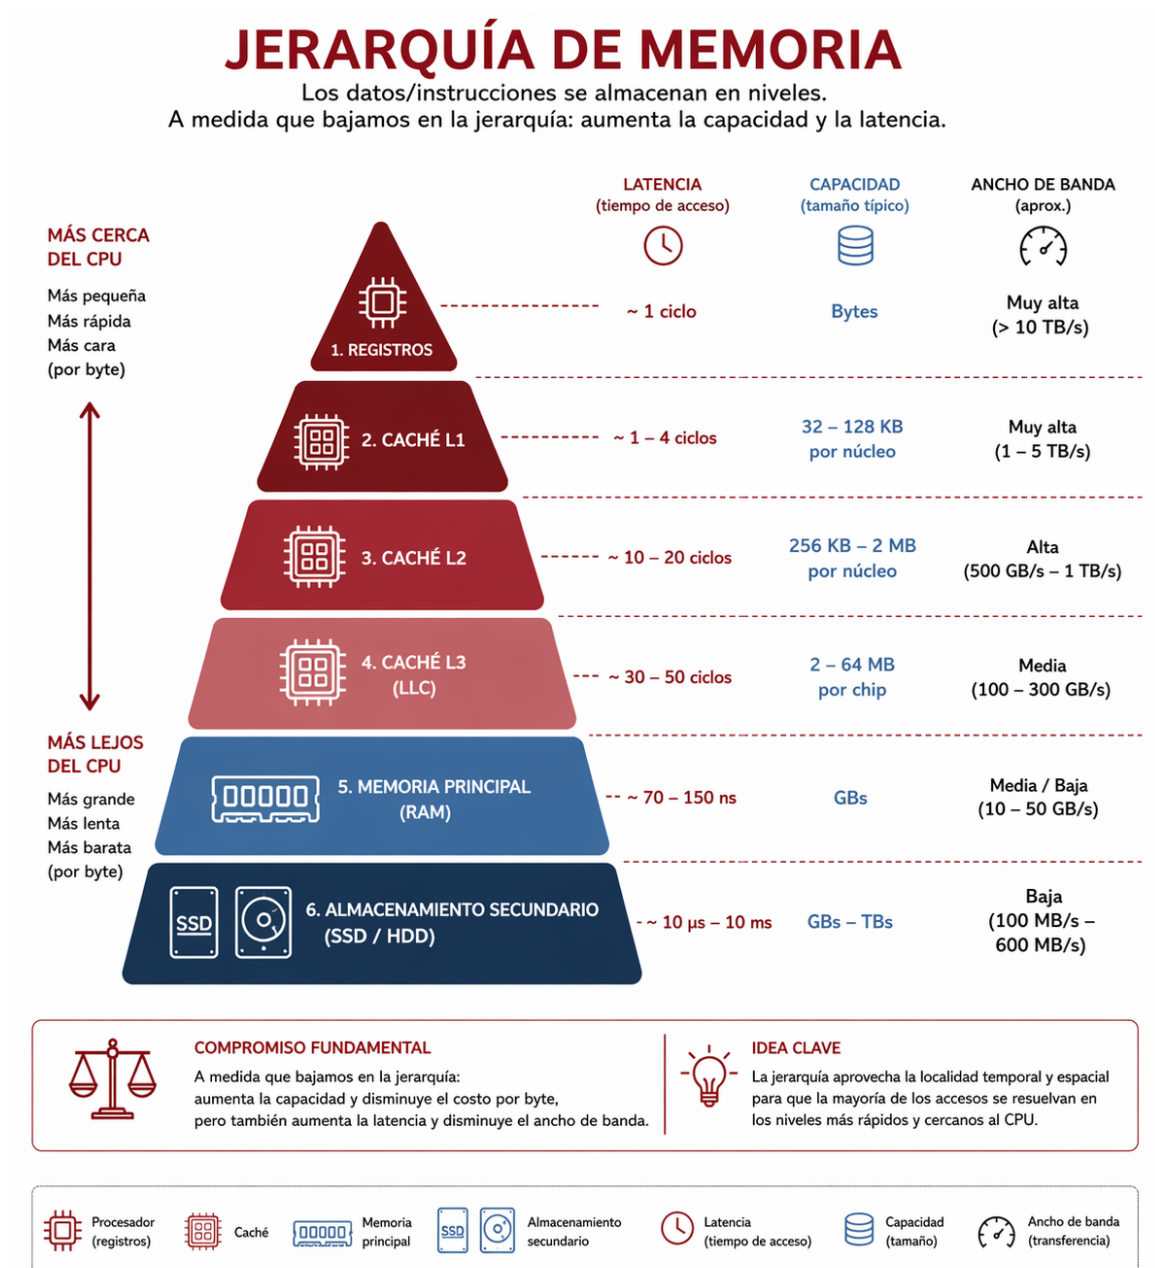 JERARQUÍA DE MEMORIA
Los datos/instrucciones se almacenan en niveles.
A medida que bajamos en la jerarquía: aumenta la capacidad y la latencia.
LATENCIA
(tiempo de acceso)
CAPACIDAD
(tamaño típico)
ANCHO DE BANDA
(aprox.)
MÁS CERCA
DEL CPU
Más pequeña
Más rápida
Más cara
(por byte)
1. REGISTROS
~ 1 ciclo
Bytes
Muy alta
(> 10 TB/s)
2. CACHÉ L1
~ 1 – 4 ciclos
32 – 128 KB
por núcleo
Muy alta
(1 – 5 TB/s)
3. CACHÉ L2
~ 10 – 20 ciclos
256 KB – 2 MB
por núcleo
Alta
(500 GB/s – 1 TB/s)
4. CACHÉ L3
(LLC)
~ 30 – 50 ciclos
2 – 64 MB
por chip
Media
(100 – 300 GB/s)
MÁS LEJOS
DEL CPU
Más grande
Más lenta
Más barata
(por byte)
5. MEMORIA PRINCIPAL
(RAM)
~ 70 – 150 ns
GBs
Media / Baja
(10 – 50 GB/s)
SSD
6. ALMACENAMIENTO SECUNDARIO
(SSD / HDD)
~ 10 µs – 10 ms
GBs – TBs
Baja
(100 MB/s –
600 MB/s)
COMPROMISO FUNDAMENTAL
A medida que bajamos en la jerarquía:
aumenta la capacidad y disminuye el costo por byte,
pero también aumenta la latencia y disminuye el ancho de banda.
IDEA CLAVE
La jerarquía aprovecha la localidad temporal y espacial
para que la mayoría de los accesos se resuelvan en
los niveles más rápidos y cercanos al CPU.
Procesador
(registros)
Caché
Memoria
principal
SSD
Almacenamiento
secundario
Latencia
(tiempo de acceso)
Capacidad
(tamaño)
Ancho de banda
(transferencia)